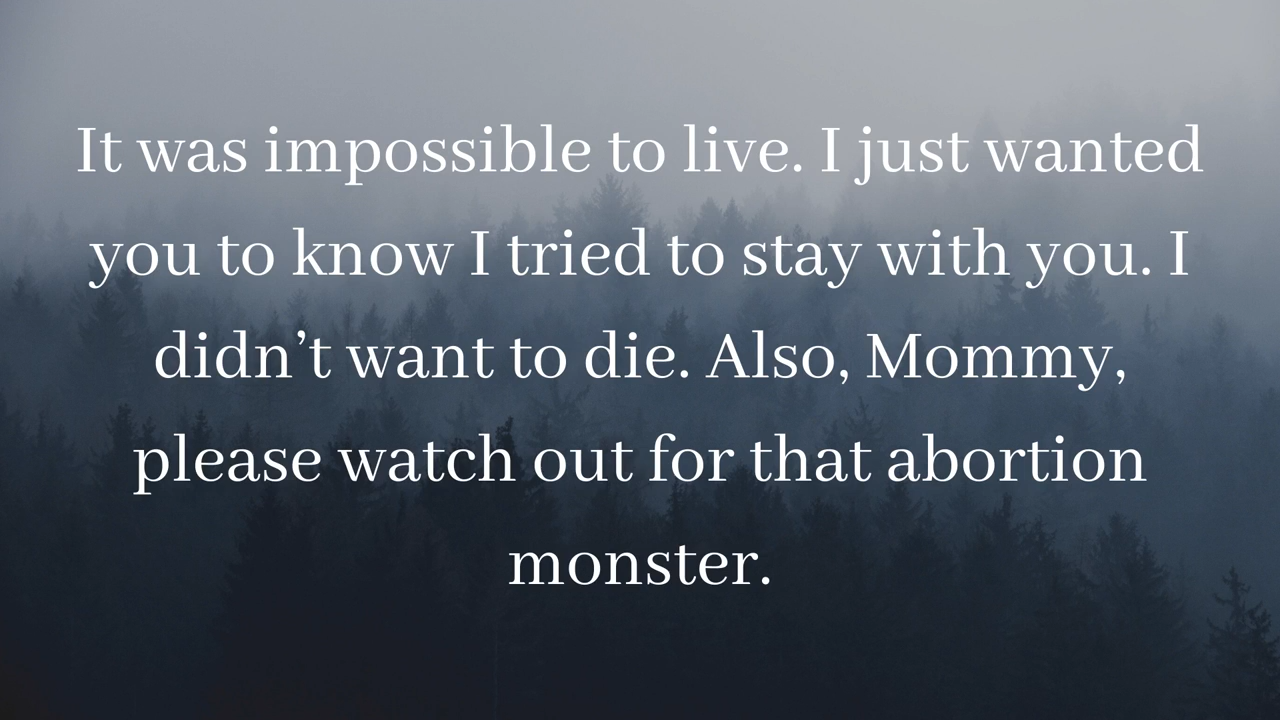 It was impossible to live. I just wanted
you to know I tried to stay with you. I
didn’t want to die. Also, Mommy,
please watch out for that abortion
monster.